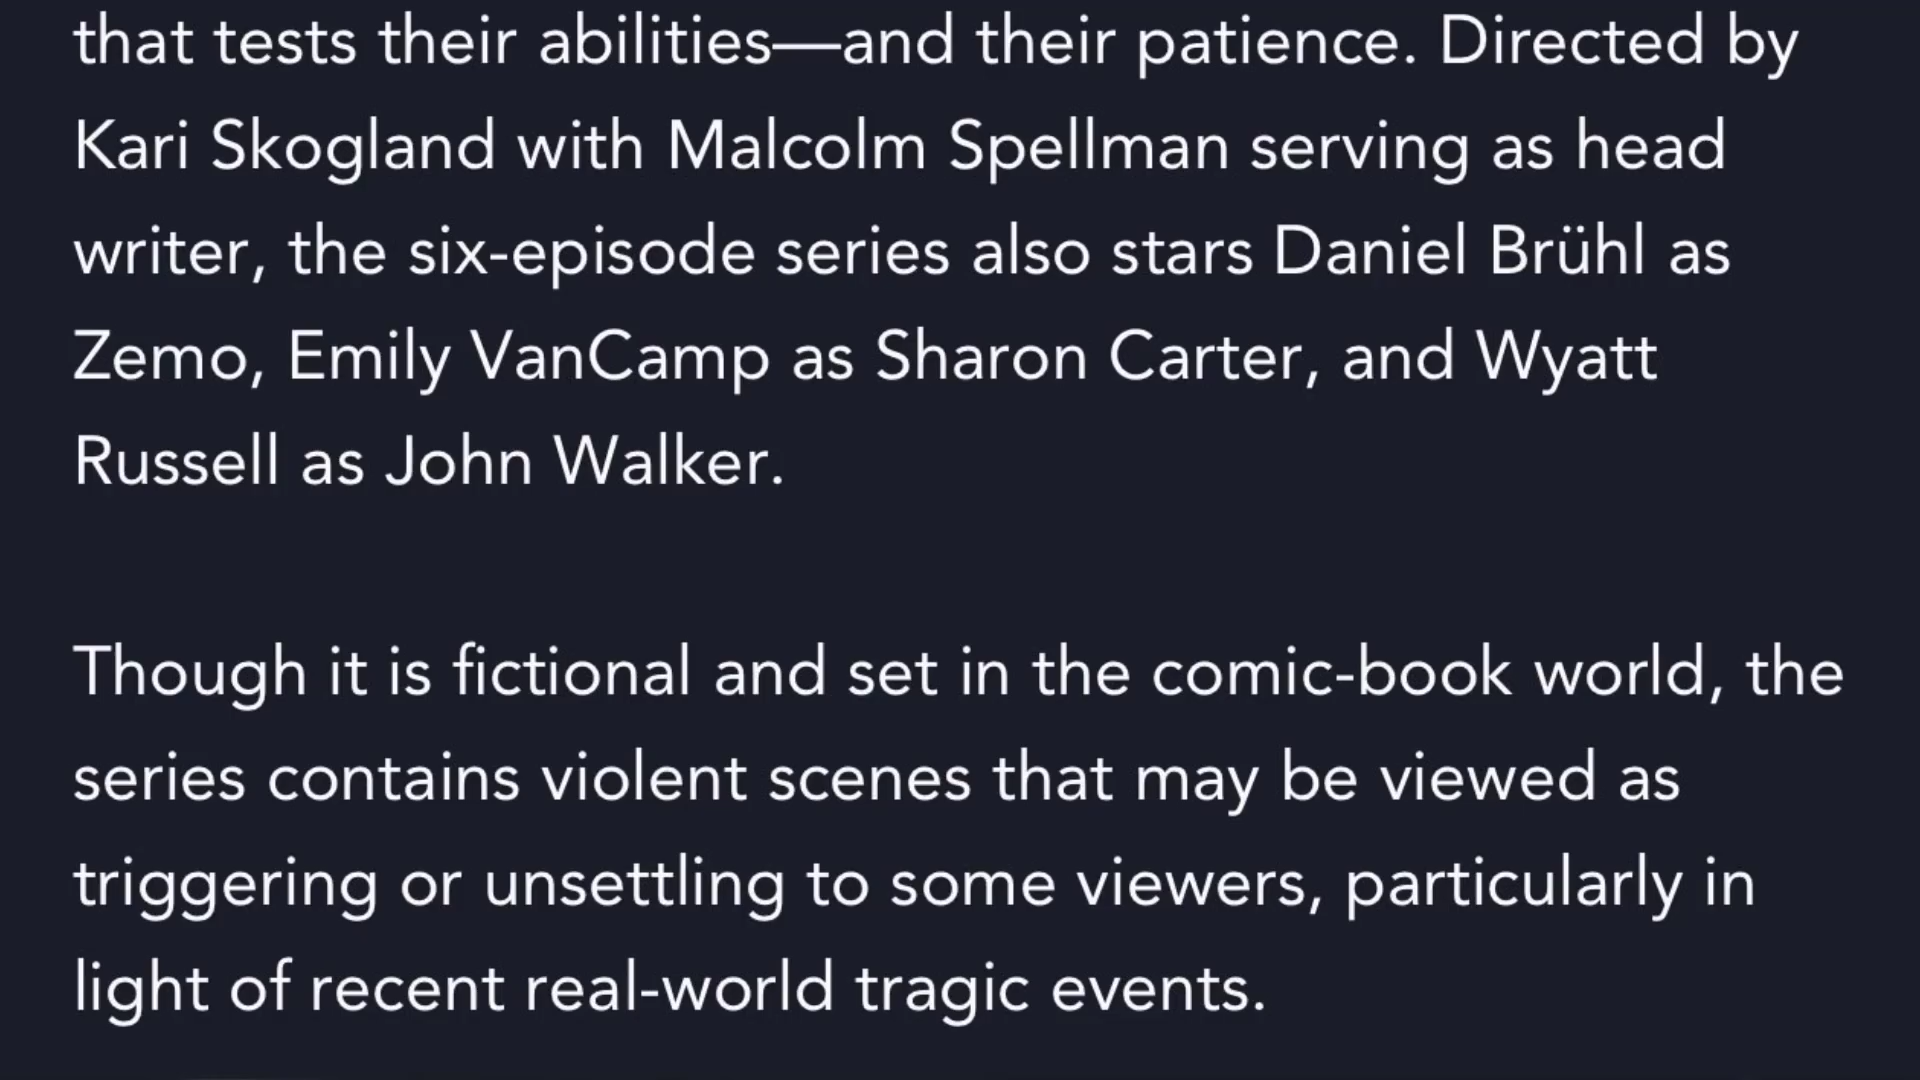 that tests their abilities—and their patience. Directed by
Kari Skogland with Malcolm Spellman serving as head
writer, the six-episode series also stars Daniel Brühl as
Zemo, Emily VanCamp as Sharon Carter, and Wyatt
Russell as John Walker.
Though it is fictional and set in the comic-book world, the
series contains violent scenes that may be viewed as
triggering or unsettling to some viewers, particularly in
light of recent real-world tragic events.